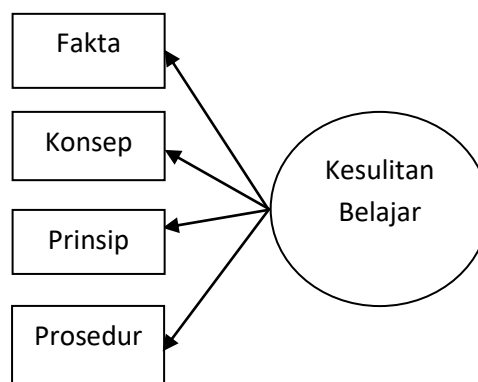 Fakta
Konsep
Kesulitan
Belajar
Prinsip
Prosedur